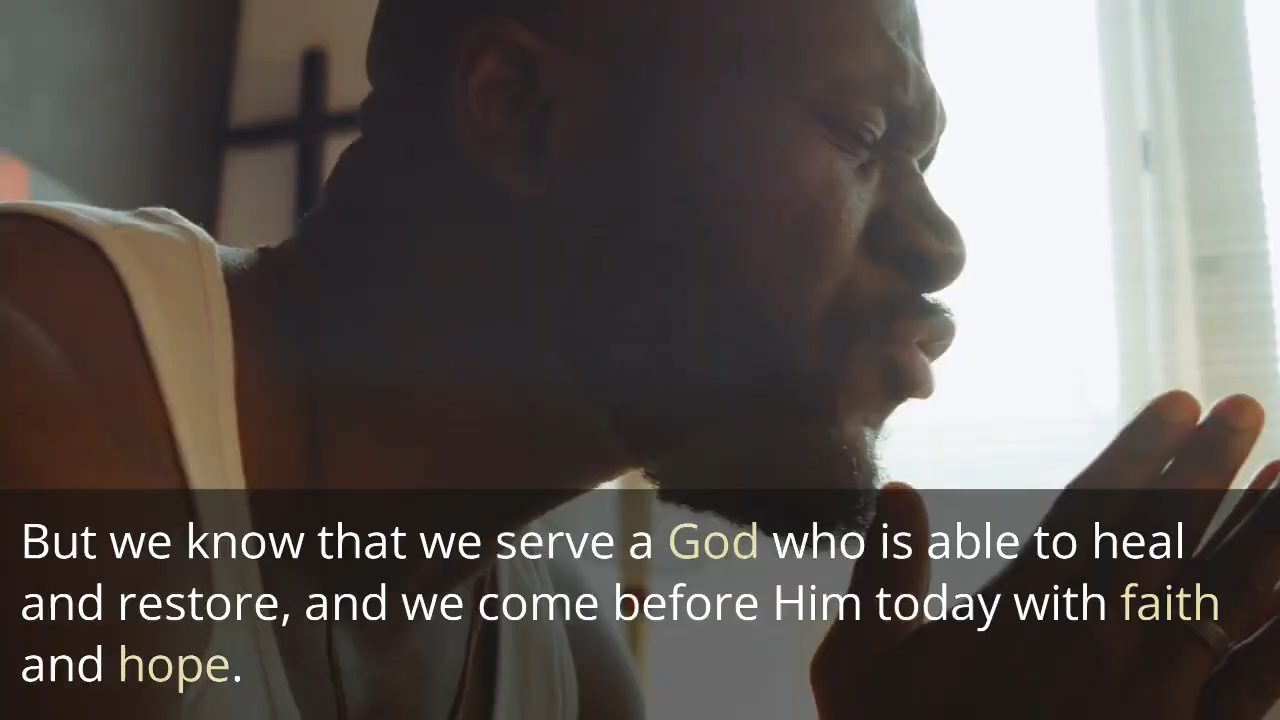 But we know that we serve a God who is able to heal
and restore, and we come before Him today with faith
and hope.